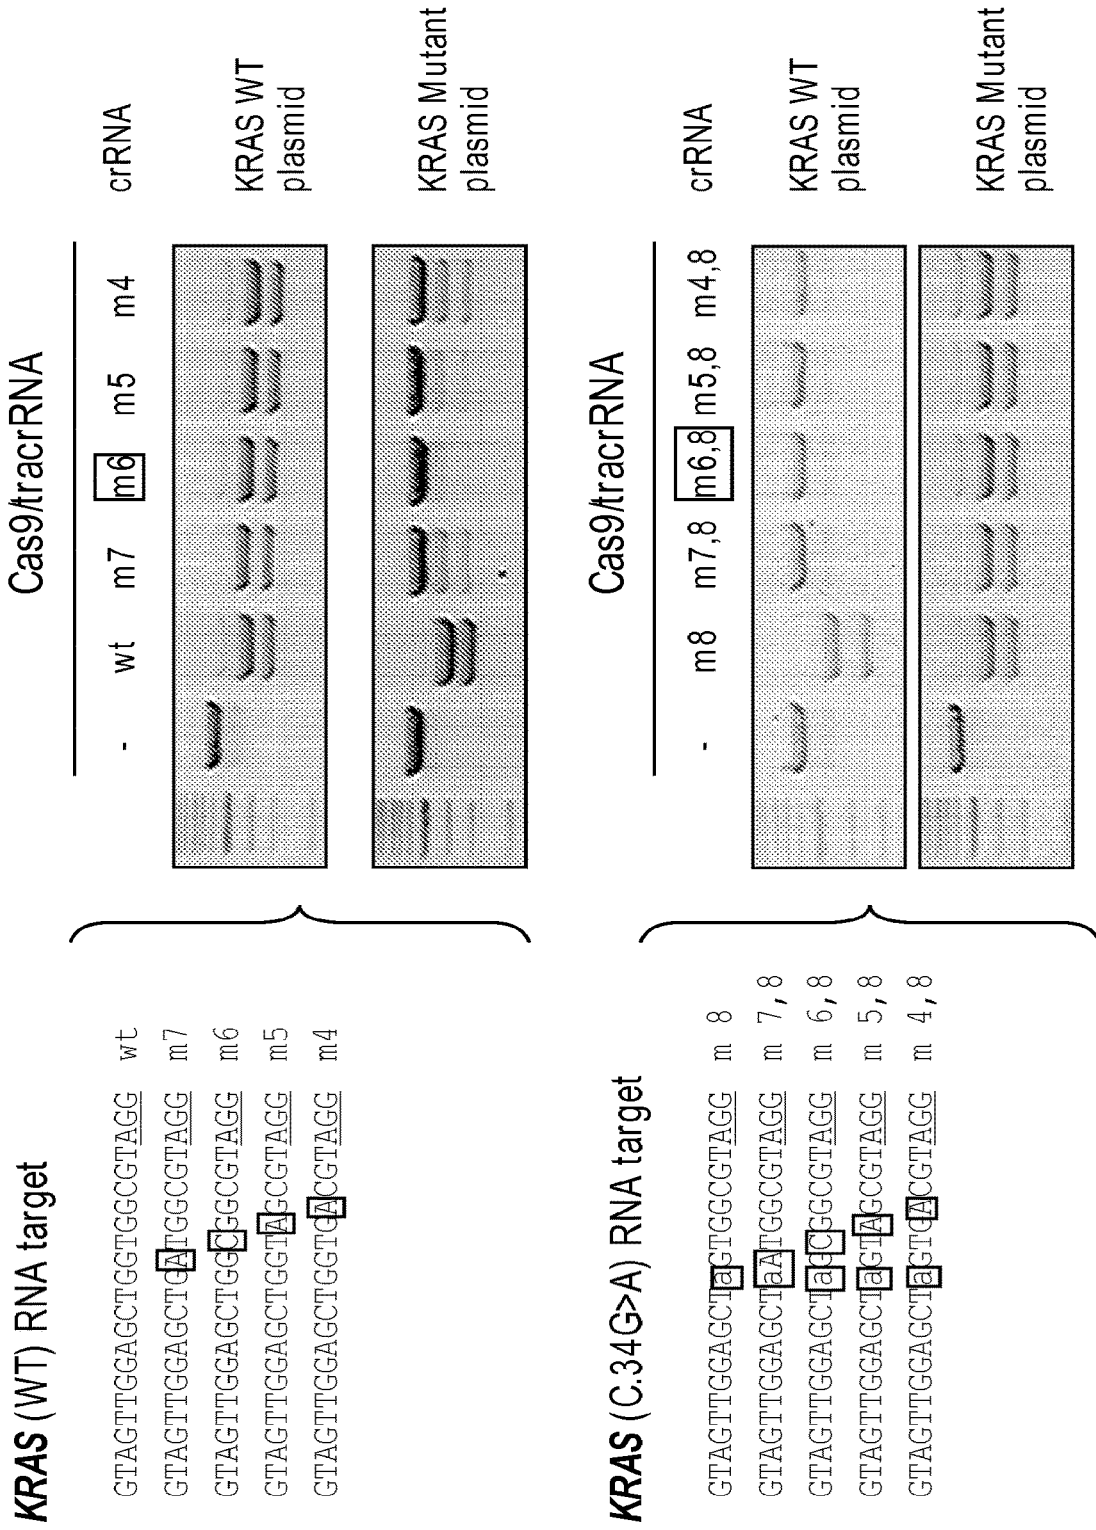 KRAS (WT) RNA target
GTAGTTGGAGCTGGTGGCGTAGG wt
GTAGTTGGAGCTGATGGCGTAGG m7
GTAGTTGGAGCTGGCGGCGTAGG m6
GTAGTTGGAGCTGGTAGCGTAGG m5
GTAGTTGGAGCTGGTGACGTAGG m4
Cas9/tracrRNA
- wt m7 m6 m5 m4 crRNA
KRAS WT
plasmid
KRAS Mutant
plasmid
KRAS (C.34G>A) RNA target
GTAGTTGGAGCTaGTGGCGTAGG m 8
GTAGTTGGAGCTaATGGCGTAGG m 7,8
GTAGTTGGAGCTaGCGGCGTAGG m 6,8
GTAGTTGGAGCTaGTAGCGTAGG m 5,8
GTAGTTGGAGCTaGTGACGTAGG m 4,8
Cas9/tracrRNA
- m8 m7,8 m6,8 m5,8 m4,8 crRNA
KRAS WT
plasmid
KRAS Mutant
plasmid